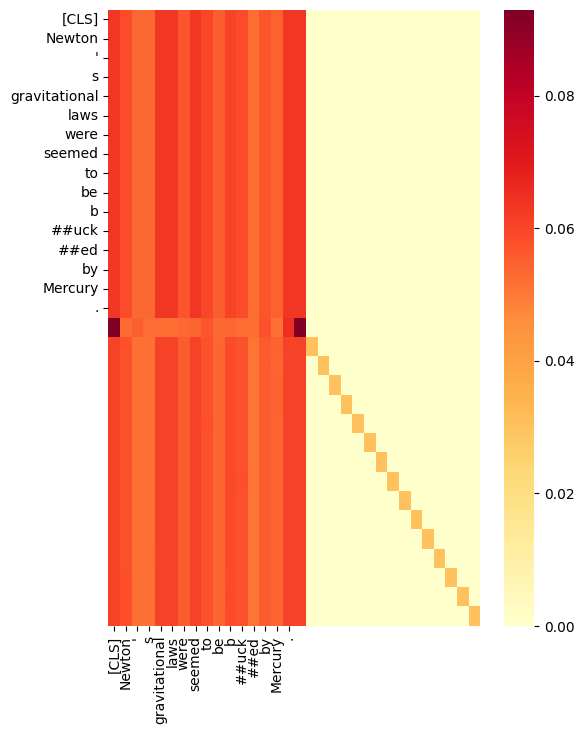 [CLS]
Newton
'
s
gravitational
laws
were
seemed
to
be
b
##uck
##ed
by
Mercury
.
0.08
0.06
0.04
0.02
0.00
[CLS]
Newton
'
s
gravitational
laws
were
seemed
to
be
b
##uck
##ed
by
Mercury
.